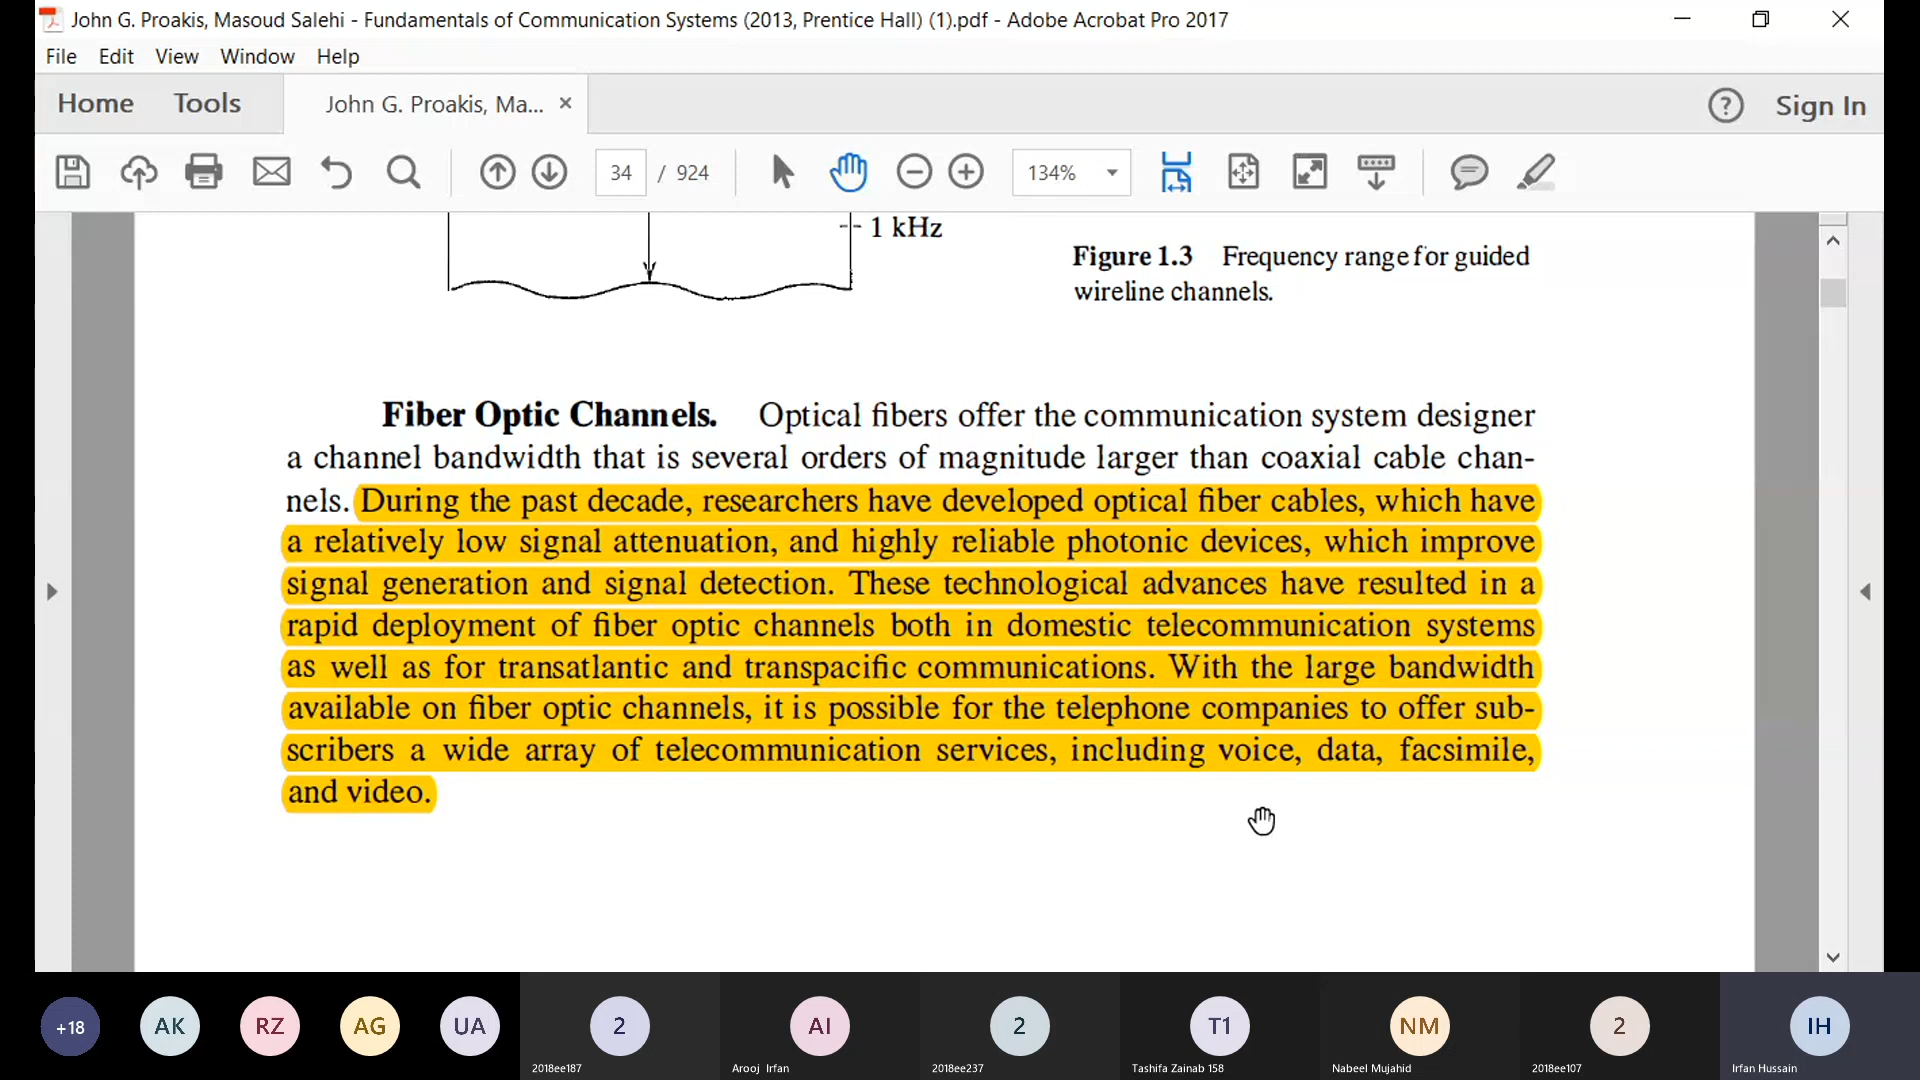 John G. Proakis, Masoud Salehi - Fundamentals of Communication Systems (2013, Prentice Hall) (1).pdf - Adobe Acrobat Pro 2017
File Edit View Window Help
Home Tools John G. Proakis, Ma... × ? Sign In
34 / 924 134%
1 kHz
Figure 1.3 Frequency range for guided
wireline channels.
Fiber Optic Channels. Optical fibers offer the communication system designer
a channel bandwidth that is several orders of magnitude larger than coaxial cable chan-
nels. During the past decade, researchers have developed optical fiber cables, which have
a relatively low signal attenuation, and highly reliable photonic devices, which improve
signal generation and signal detection. These technological advances have resulted in a
rapid deployment of fiber optic channels both in domestic telecommunication systems
as well as for transatlantic and transpacific communications. With the large bandwidth
available on fiber optic channels, it is possible for the telephone companies to offer sub-
scribers a wide array of telecommunication services, including voice, data, facsimile,
and video.
+18 AK RZ AG UA 2 AI 2 T1 NM 2 IH
2018ee187 Arooj Irfan 2018ee237 Tashifa Zainab 158 Nabeel Mujahid 2018ee107 Irfan Hussain